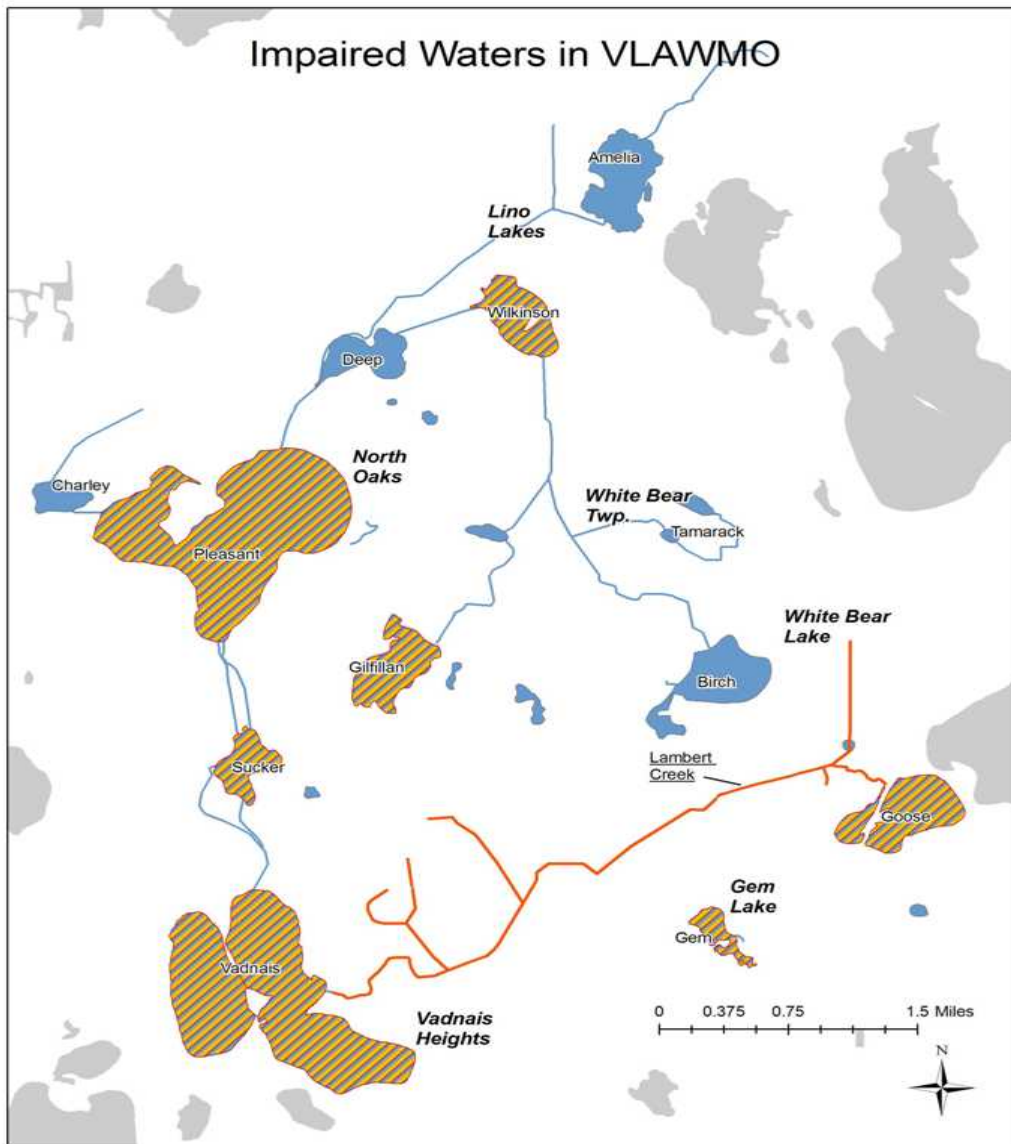 Impaired Waters in VLAWMO
Amelia
Lino
Lakes
Wilkinson
Deep
North
Oaks
Charley
White Bear
Twp.
Tamarack
Pleasant
White Bear
Lake
Gilfillan
Birch
Sucker
Lambert
Creek
Goose
Gem
Lake
Gem
Vadnais
Vadnais
Heights
0 0.375 0.75 1.5 Miles
N